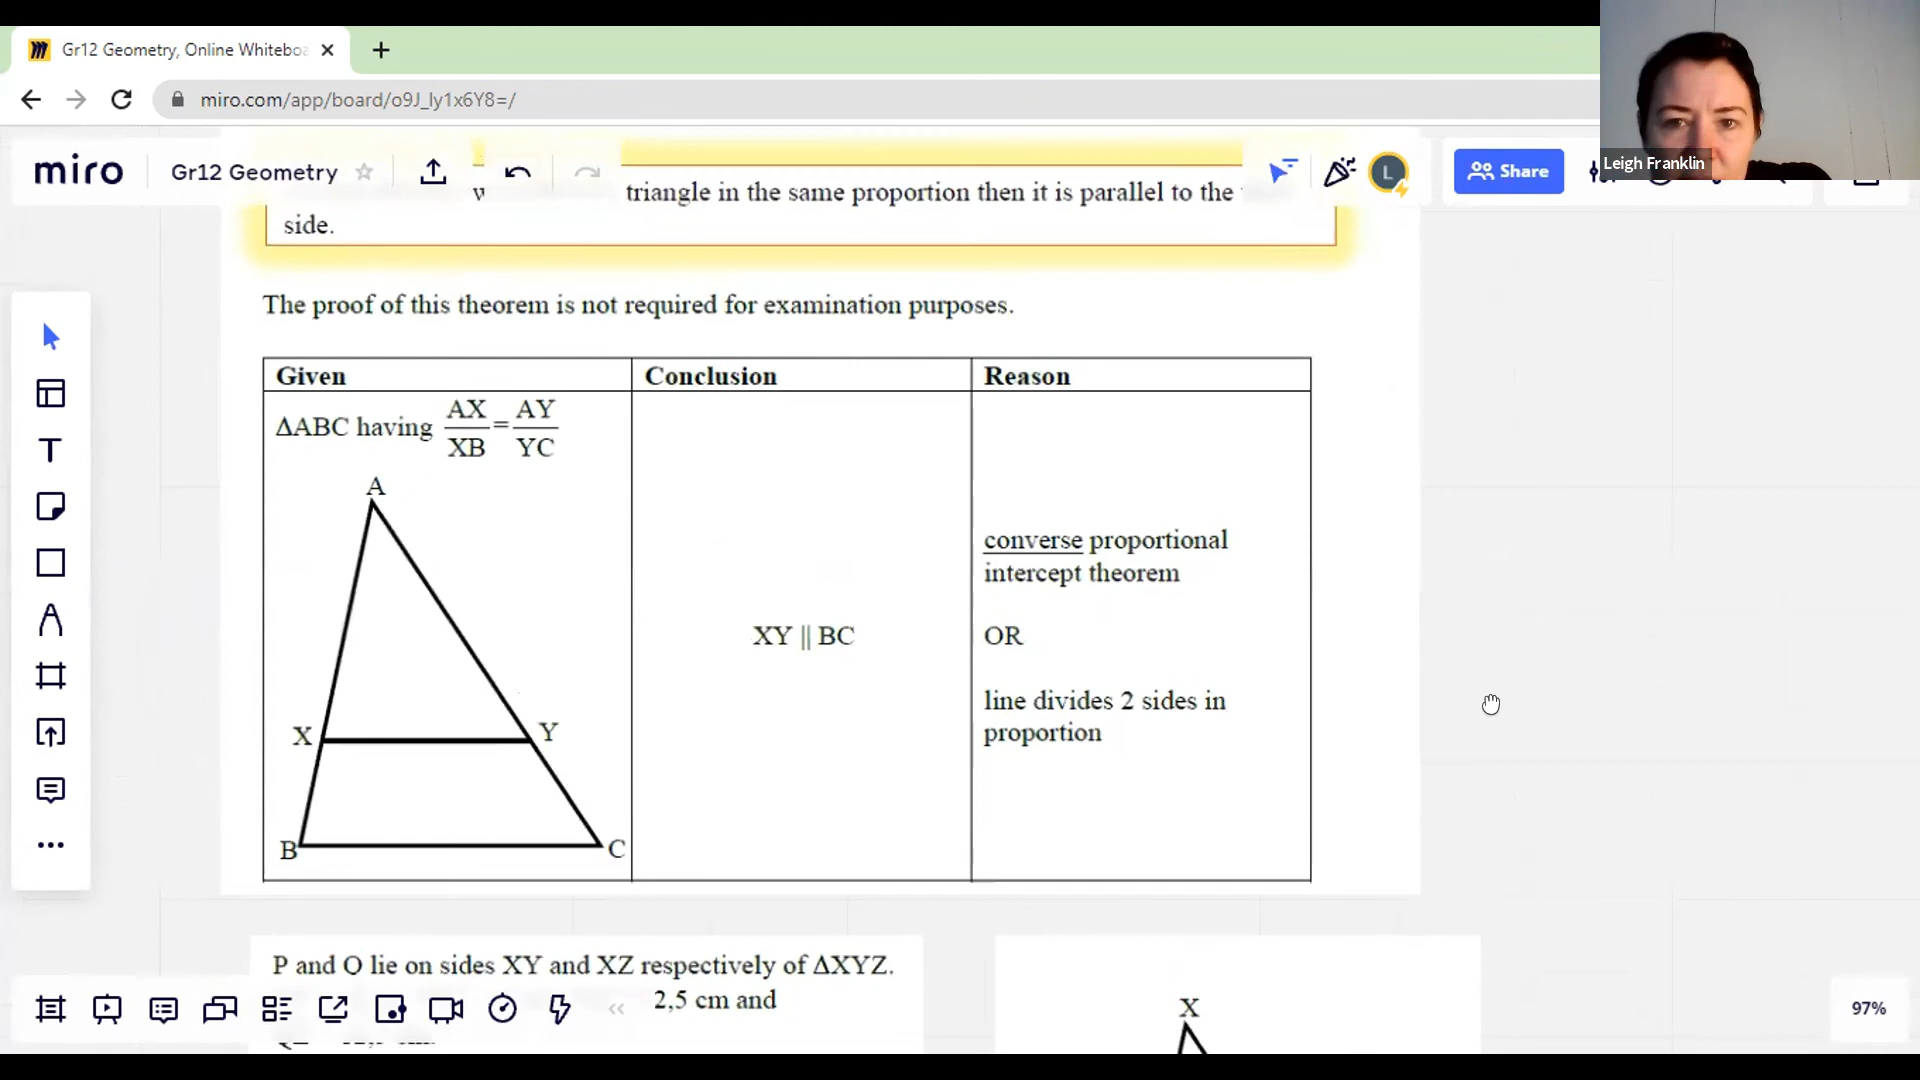 Gr12 Geometry, Online Whiteboa
miro.com/app/board/o9J_ly1x6Y8=/
Leigh Franklin
miro
Gr12 Geometry
L
Share
triangle in the same proportion then it is parallel to the
side.
The proof of this theorem is not required for examination purposes.
Given
Conclusion
Reason
ΔABC having AX/XB = AY/YC
A
X
Y
B
C
XY || BC
converse proportional
intercept theorem
OR
line divides 2 sides in
proportion
P and Q lie on sides XY and XZ respectively of ΔXYZ.
2,5 cm and
X
97%